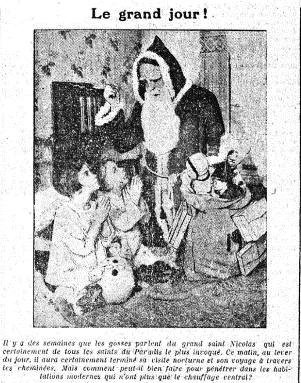 Le grand jour !
Il y a des semaines que les gosses parlent du grand saint Nicolas qui est
certainement de tous les saints du Paradis le plus invoqué. Ce matin, au lever
du jour, il aura certainement terminé sa visite nocturne et son voyage à travers
les cheminées. Mais comment peut-il bien faire pour pénétrer dans les habi-
tations modernes qui n'ont plus que le chauffage central?